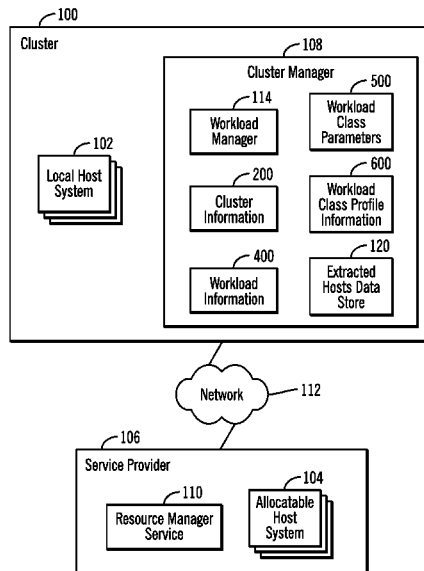 100
Cluster
108
Cluster Manager
102
Local Host
System
114
Workload
Manager
500
Workload
Class
Parameters
200
Cluster
Information
600
Workload
Class Profile
Information
400
Workload
Information
120
Extracted
Hosts Data
Store
Network
112
106
Service Provider
110
Resource Manager
Service
104
Allocatable
Host
System